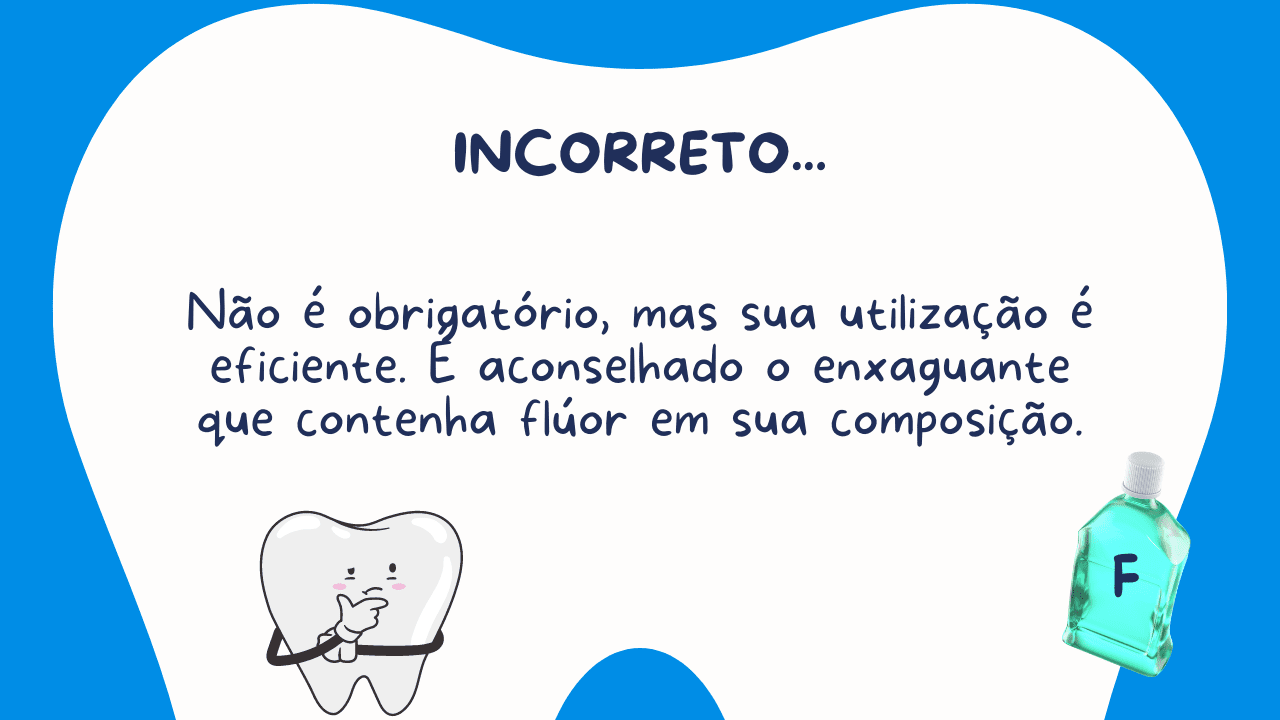 INCORRETO...
Não é obrigatório, mas sua utilização é
eficiente. É aconselhado o enxaguante
que contenha flúor em sua composição.
F